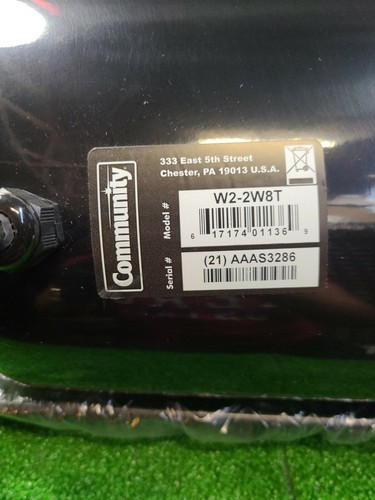 Community
333 East 5th Street
Chester, PA 19013 U.S.A.
Model #
W2-2W8T
6 17174 01136 9
Serial #
(21) AAAS3286